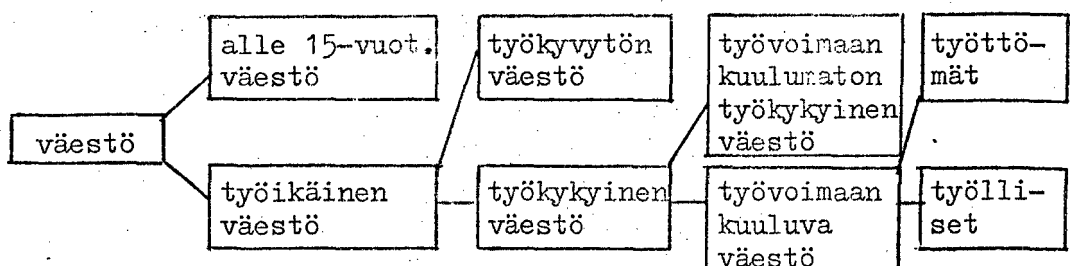 väestö
alle 15-vuot.
väestö
työikäinen
väestö
työkyvytön
väestö
työkykyinen
väestö
työvoimaan
kuulumaton
työkykyinen
väestö
työvoimaan
kuuluva
väestö
työttö-
mät
työlli-
set